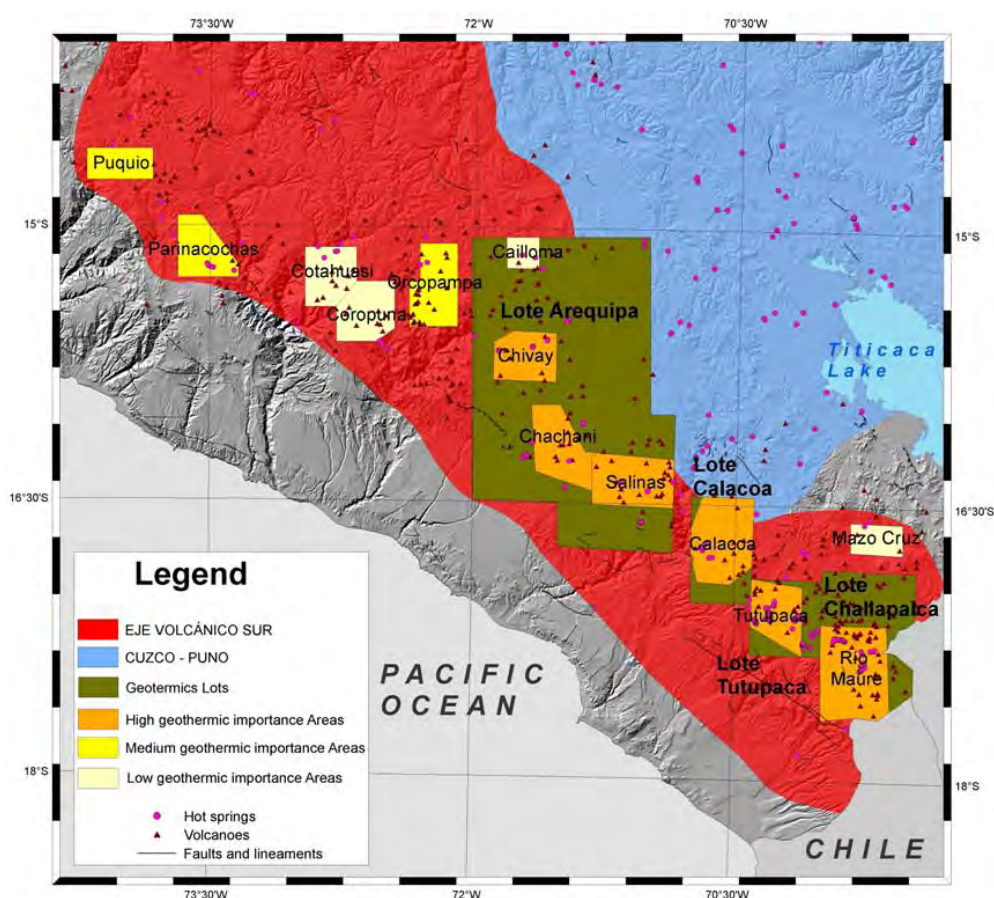 73°30'W
72°W
70°30'W
Puquio
15°S
15°S
Parinacochas
Cotahuasi
Orcopampa
Cailloma
Coropuna
Lote Arequipa
Chivay
Titicaca
Lake
Chachani
Salinas
Lote
Calacoa
16°30'S
16°30'S
Calacoa
Mazo Cruz
Lote
Challapalca
Tutupaca
Rio
Maure
Lote
Tutupaca
PACIFIC
OCEAN
Legend
EJE VOLCÁNICO SUR
CUZCO - PUNO
Geotermics Lots
High geothermic importance Areas
Medium geothermic importance Areas
Low geothermic importance Areas
Hot springs
Volcanoes
Faults and lineaments
18°S
18°S
CHILE
73°30'W
72°W
70°30'W